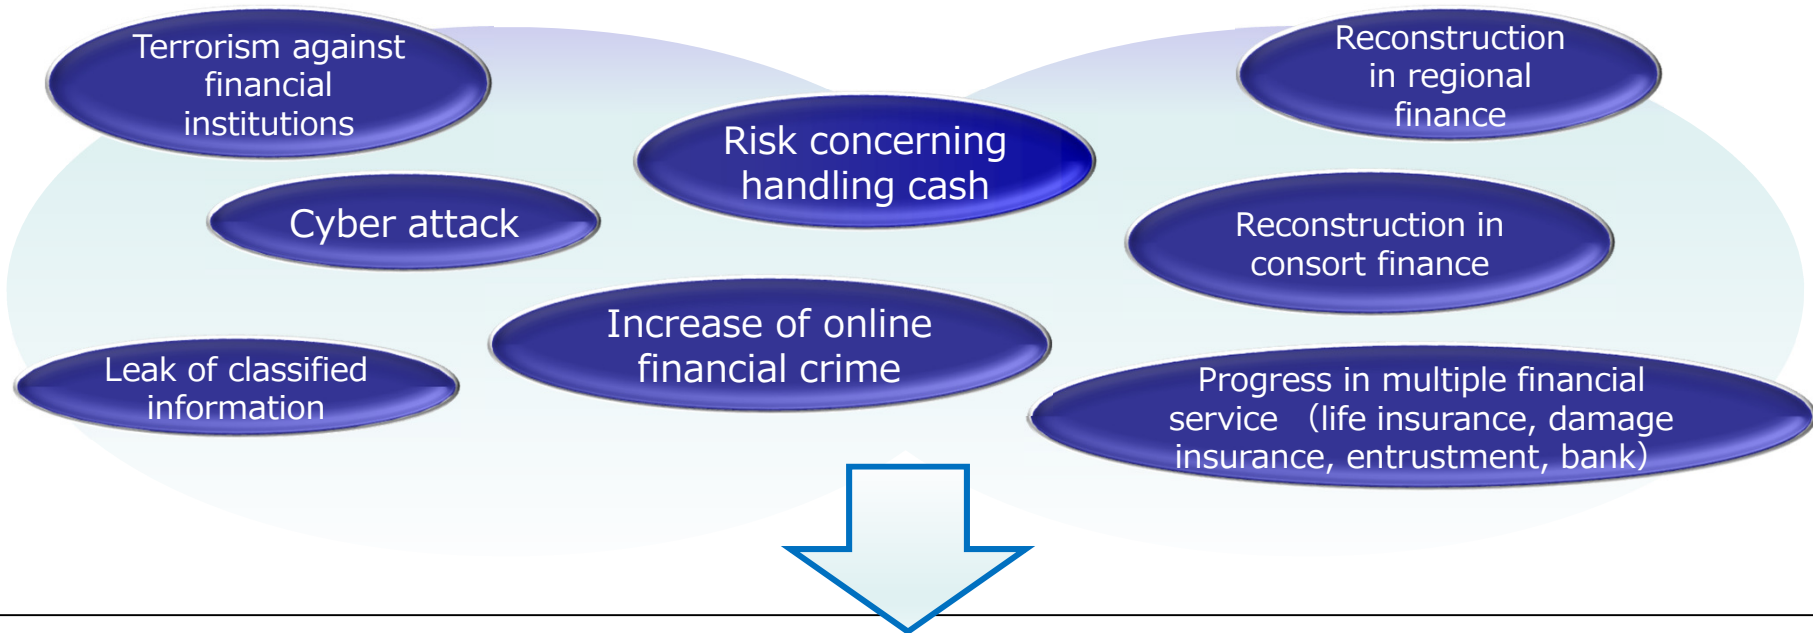 Terrorism against
financial
institutions
Reconstruction
in regional
finance
Risk concerning
handling cash
Cyber attack
Reconstruction in
consort finance
Increase of online
financial crime
Leak of classified
information
Progress in multiple financial
service （life insurance, damage
insurance, entrustment, bank）